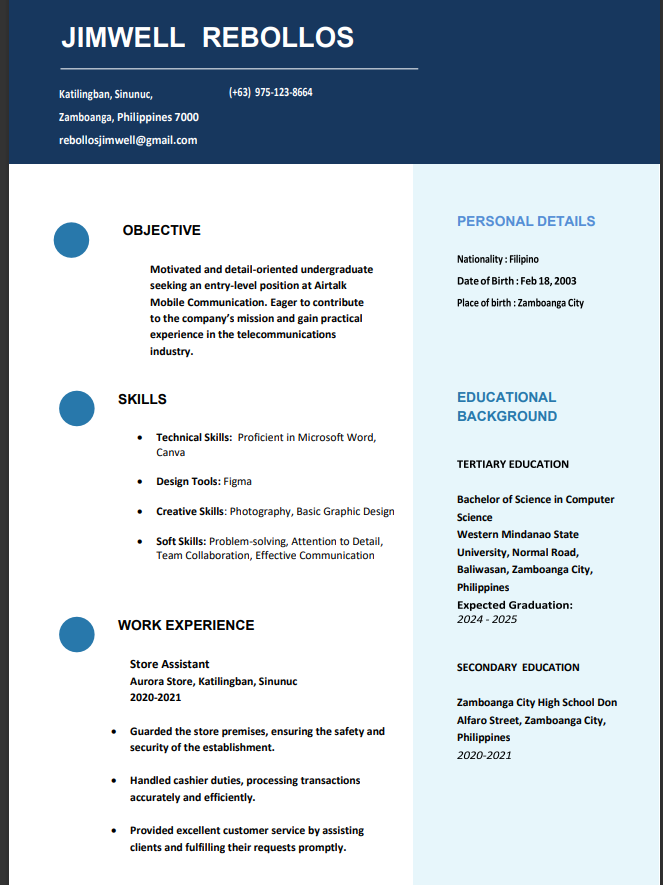 JIMWELL REBOLLOS
Katilingban, Sinunuc,
(+63) 975-123-8664
Zamboanga, Philippines 7000
rebollosjimwell@gmail.com
OBJECTIVE
Motivated and detail-oriented undergraduate
seeking an entry-level position at Airtalk
Mobile Communication. Eager to contribute
to the company's mission and gain practical
experience in the telecommunications
industry.
SKILLS
• Technical Skills: Proficient in Microsoft Word,
Canva
• Design Tools: Figma
• Creative Skills: Photography, Basic Graphic Design
• Soft Skills: Problem-solving, Attention to Detail,
Team Collaboration, Effective Communication
WORK EXPERIENCE
Store Assistant
Aurora Store, Katilingban, Sinunuc
2020-2021
• Guarded the store premises, ensuring the safety and
security of the establishment.
• Handled cashier duties, processing transactions
accurately and efficiently.
• Provided excellent customer service by assisting
clients and fulfilling their requests promptly.
PERSONAL DETAILS
Nationality : Filipino
Date of Birth : Feb 18, 2003
Place of birth : Zamboanga City
EDUCATIONAL
BACKGROUND
TERTIARY EDUCATION
Bachelor of Science in Computer
Science
Western Mindanao State
University, Normal Road,
Baliwasan, Zamboanga City,
Philippines
Expected Graduation:
2024 - 2025
SECONDARY EDUCATION
Zamboanga City High School Don
Alfaro Street, Zamboanga City,
Philippines
2020-2021